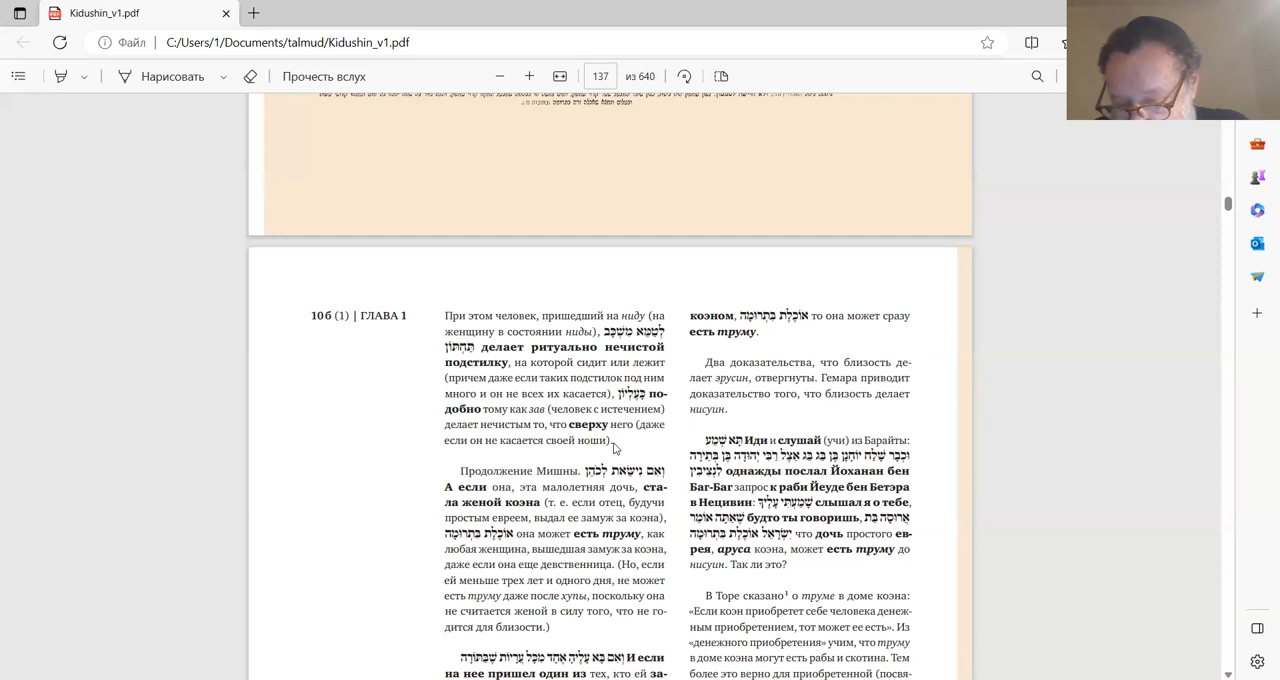 Kidushin_v1.pdf
Файл
C:/Users/1/Documents/talmud/Kidushin_v1.pdf
Нарисовать
Прочесть вслух
137
из 640
10б (1) | ГЛАВА 1
При этом человек, пришедший на ниду (на
женщину в состоянии ниды), לְטַמֵּא מִשְׁכָּב
תַּחְתּוֹן делает ритуально нечистой
подстилку, на которой сидит или лежит
(причем даже если таких подстилок под ним
много и он не всех их касается), כָּעֶלְיוֹן по-
добно тому как зав (человек с истечением)
делает нечистым то, что сверху него (даже
если он не касается своей ноши).
Продолжение Мишны. וְאִם נִישֵּׂאת לְכֹהֵן
А если она, эта малолетняя дочь, ста-
ла женой коэна (т. е. если отец, будучи
простым евреем, выдал ее замуж за коэна),
אוֹכֶלֶת בִּתְרוּמָה она может есть труму, как
любая женщина, вышедшая замуж за коэна,
даже если она еще девственница. (Но, если
ей меньше трех лет и одного дня, не может
есть труму даже после хупы, поскольку она
не считается женой в силу того, что не го-
дится для близости.)
וְאִם בָּא עָלֶיהָ אֶחָד מִכָּל עֲרָיוֹת שֶׁבַּתּוֹרָה И если
на нее пришел один из тех, кто ей за-
коэном, אוֹכֶלֶת בִּתְרוּמָה то она может сразу
есть труму.
Два доказательства, что близость де-
лает эрусин, отвергнуты. Гемара приводит
доказательство того, что близость делает
нисуин.
תָּא שְׁמַע Иди и слушай (учи) из Барайты:
וּכְבָר שָׁלַח יוֹחָנָן בֶּן בַּג בַּג אֵצֶל רַבִּי יְהוּדָה בֶּן בְּתֵירָה
לִנְצִיבִין однажды послал Йоханан бен
Баг-Баг запрос к раби Йеуде бен Бетэра
в Нецивин: שָׁמַעְתִּי עָלֶיךָ слышал я о тебе,
שֶׁאַתָּה אוֹמֵר будто ты говоришь, אֲרוּסָה בַּת
יִשְׂרָאֵל אוֹכֶלֶת בִּתְרוּמָה что дочь простого ев-
рея, аруса коэна, может есть труму до
нисуин. Так ли это?
В Торе сказано¹ о труме в доме коэна:
«Если коэн приобретет себе человека денеж-
ным приобретением, тот может ее есть». Из
«денежного приобретения» учим, что труму
в доме коэна могут есть рабы и скотина. Тем
более это верно для приобретенной (посвя-